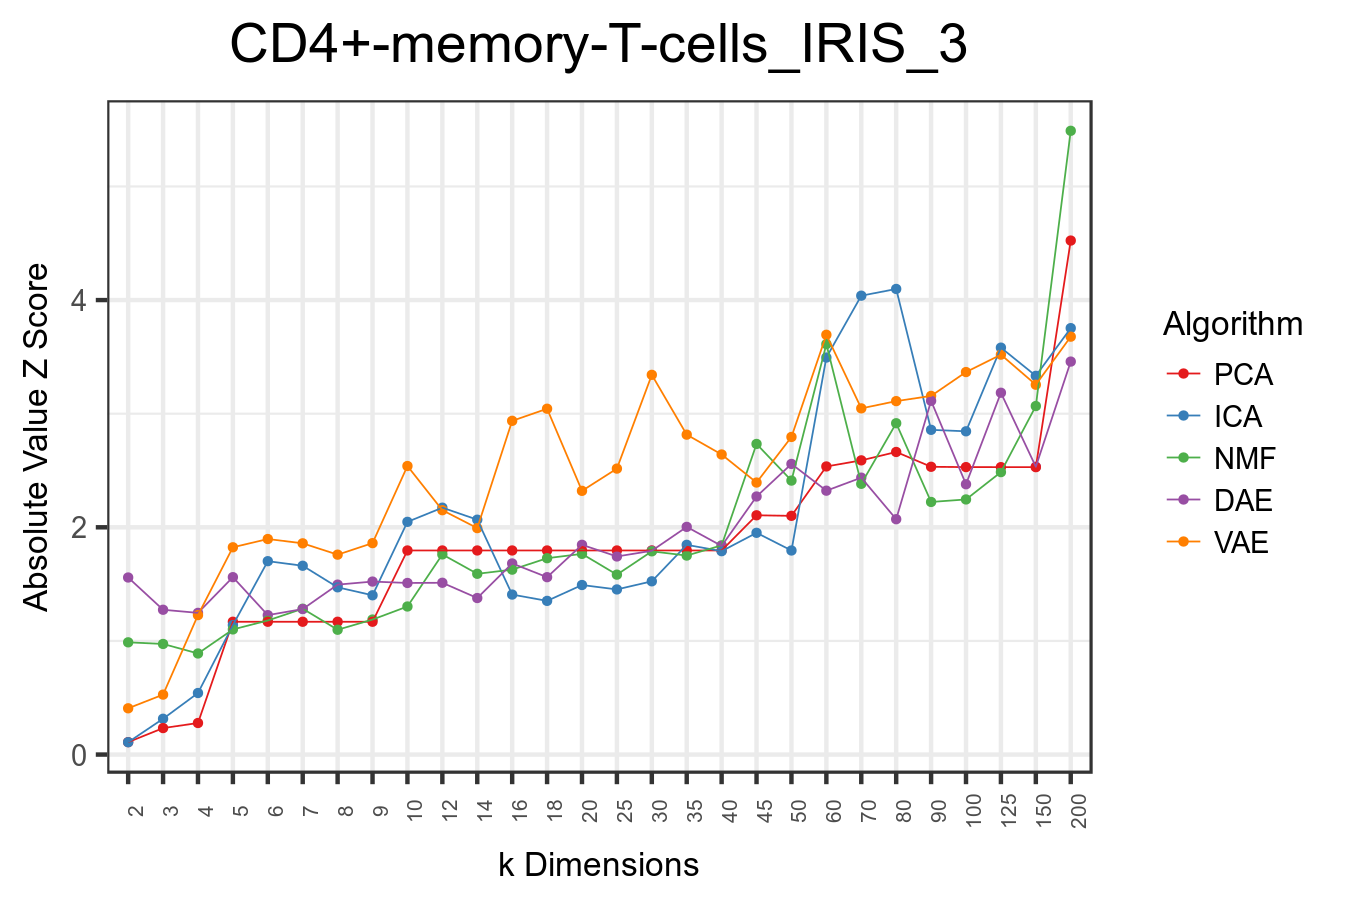 CD4+-memory-T-cells_IRIS_3
Absolute Value Z Score
4
2
0
2 3 4 5 6 7 8 9 10 12 14 16 18 20 25 30 35 40 45 50 60 70 80 90 100 125 150 200
k Dimensions
Algorithm
PCA
ICA
NMF
DAE
VAE